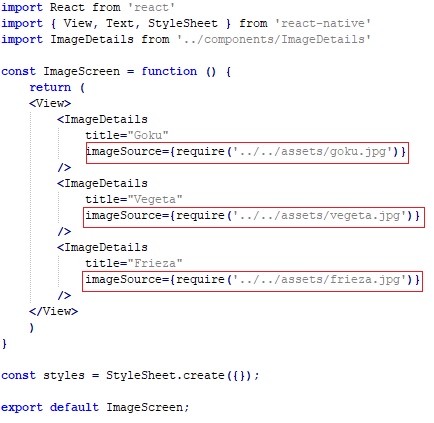 import React from 'react'
import { View, Text, StyleSheet } from 'react-native'
import ImageDetails from '../components/ImageDetails'

const ImageScreen = function () {
    return (
    <View>
        <ImageDetails
            title="Goku"
            imageSource={require('../../assets/goku.jpg')}
        />
        <ImageDetails
            title="Vegeta"
            imageSource={require('../../assets/vegeta.jpg')}
        />
        <ImageDetails
            title="Frieza"
            imageSource={require('../../assets/frieza.jpg')}
        />
    </View>
    )
}

const styles = StyleSheet.create({});

export default ImageScreen;